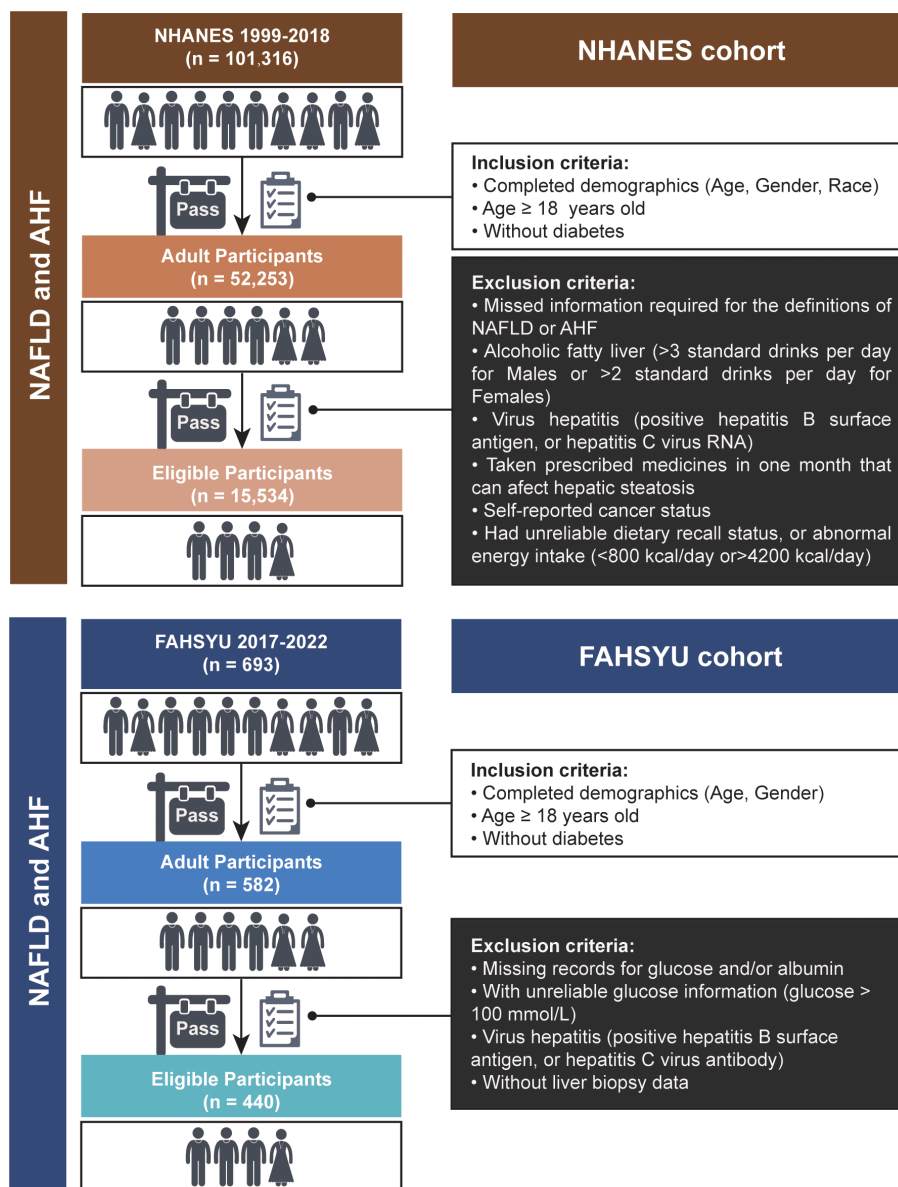 NAFLD and AHF
NHANES 1999-2018
(n = 101,316)
NHANES cohort
Pass
Inclusion criteria:
• Completed demographics (Age, Gender, Race)
• Age ≥ 18 years old
• Without diabetes
Adult Participants
(n = 52,253)
Pass
Exclusion criteria:
• Missed information required for the definitions of
NAFLD or AHF
• Alcoholic fatty liver (>3 standard drinks per day
for Males or >2 standard drinks per day for
Females)
• Virus hepatitis (positive hepatitis B surface
antigen, or hepatitis C virus RNA)
• Taken prescribed medicines in one month that
can afect hepatic steatosis
• Self-reported cancer status
• Had unreliable dietary recall status, or abnormal
energy intake (<800 kcal/day or>4200 kcal/day)
Eligible Participants
(n = 15,534)
NAFLD and AHF
FAHSYU 2017-2022
(n = 693)
FAHSYU cohort
Pass
Inclusion criteria:
• Completed demographics (Age, Gender)
• Age ≥ 18 years old
• Without diabetes
Adult Participants
(n = 582)
Pass
Exclusion criteria:
• Missing records for glucose and/or albumin
• With unreliable glucose information (glucose >
100 mmol/L)
• Virus hepatitis (positive hepatitis B surface
antigen, or hepatitis C virus antibody)
• Without liver biopsy data
Eligible Participants
(n = 440)